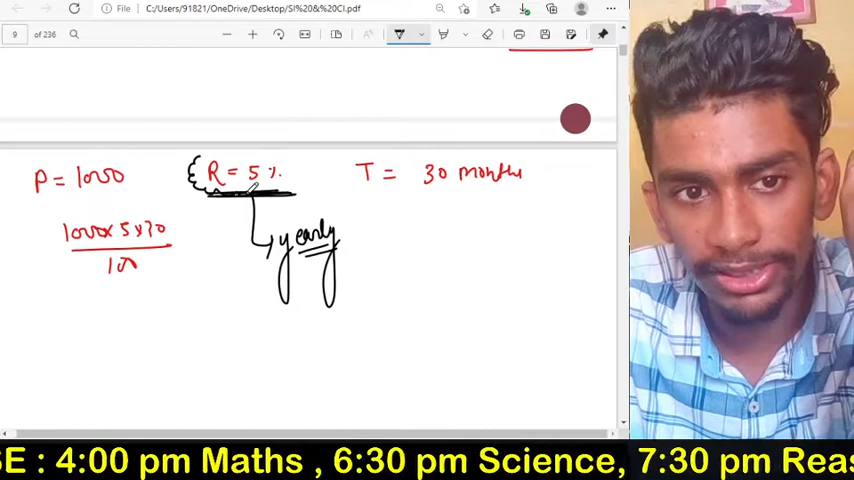 File
C:/Users/91821/OneDrive/Desktop/SI%20&%20CI.pdf
9 of 236
P = 1000 R = 5 %. T = 30 months
1000 x 5 x 30
100
yearly
SE : 4:00 pm Maths , 6:30 pm Science, 7:30 pm Reas